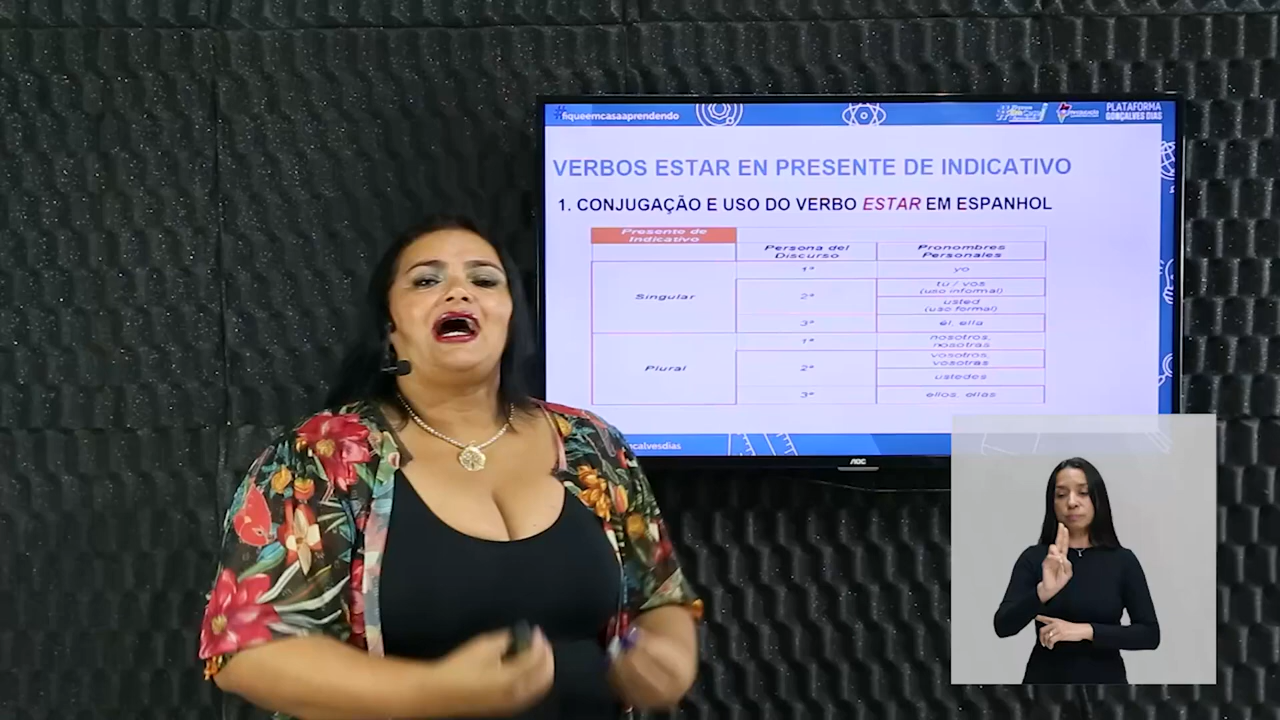 #fiqueemcasaaprendendo
PLATAFORMA
GONÇALVES DIAS
VERBOS ESTAR EN PRESENTE DE INDICATIVO
1. CONJUGAÇÃO E USO DO VERBO ESTAR EM ESPANHOL
Presente de
Indicativo
Persona del
Discurso
Pronombres
Personales
Singular
1ª
yo
2ª
tú / vos
(uso informal)
usted
(uso formal)
3ª
él, ella
Plural
1ª
nosotros,
nosotras
2ª
vosotros,
vosotras
ustedes
3ª
ellos, ellas
AOC